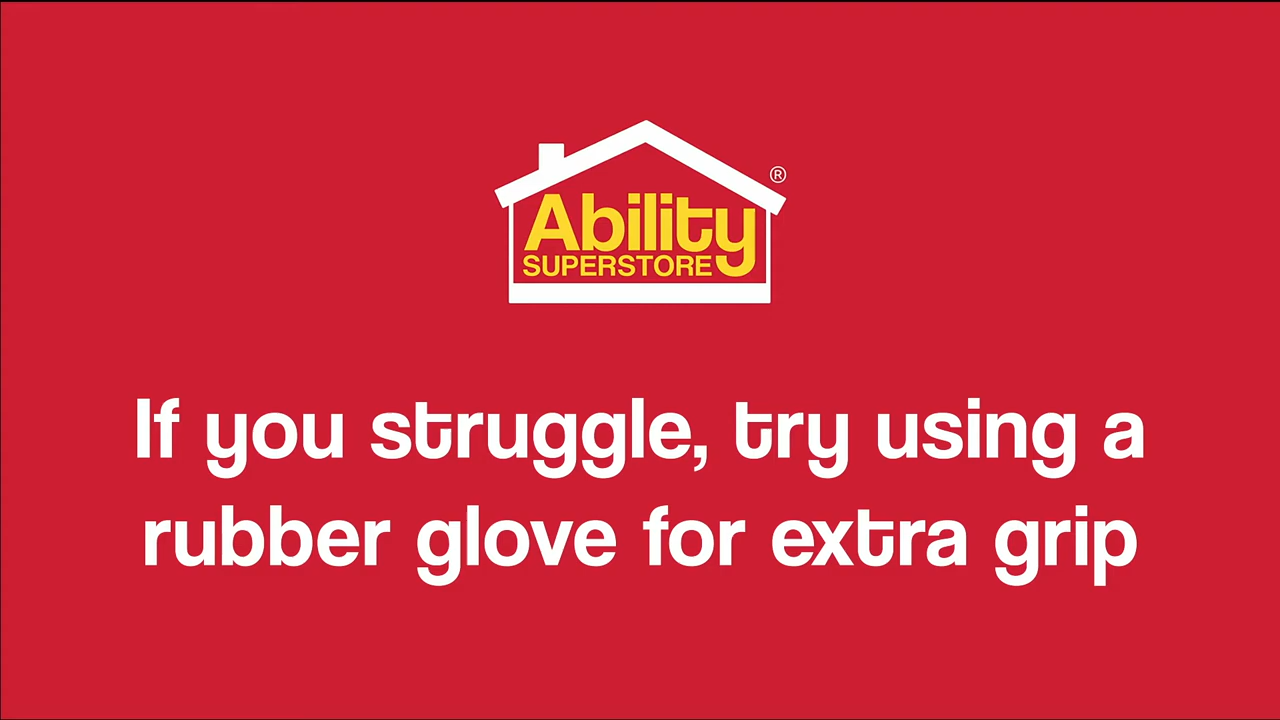 Ability
SUPERSTORE
®
If you struggle, try using a
rubber glove for extra grip